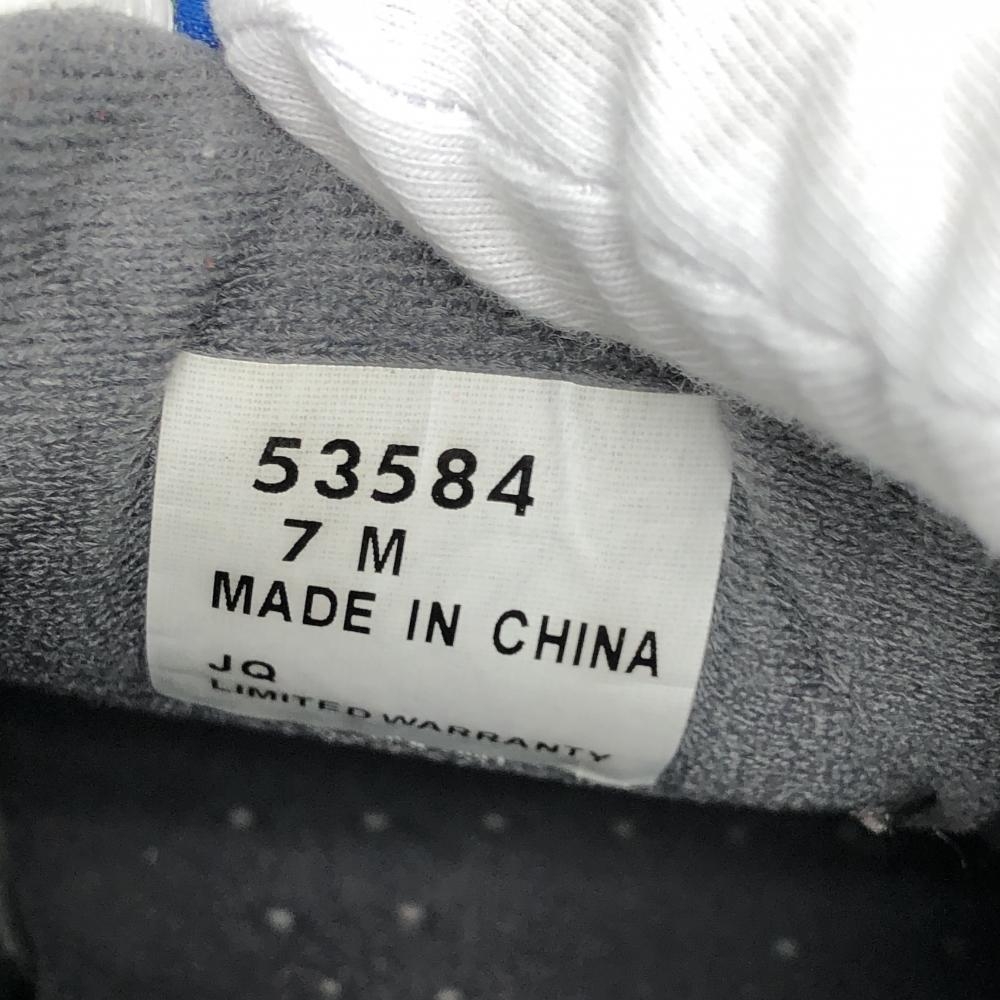 53584
7 M
MADE IN CHINA
JQ
LIMITED WARRANTY